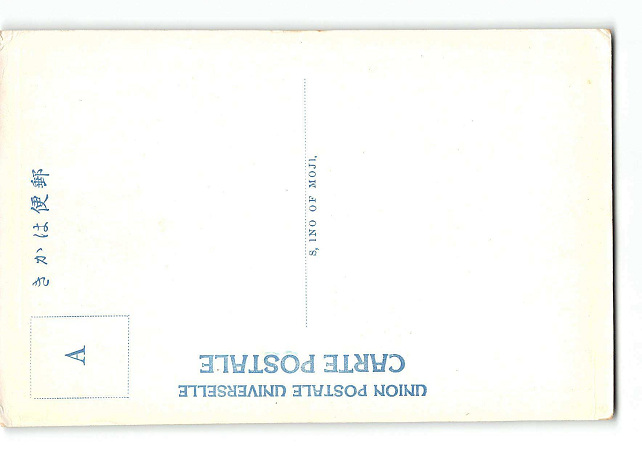 UNION POSTALE UNIVERSELLE
CARTE POSTALE
郵便はかき
A
S, INO OF MOJI.